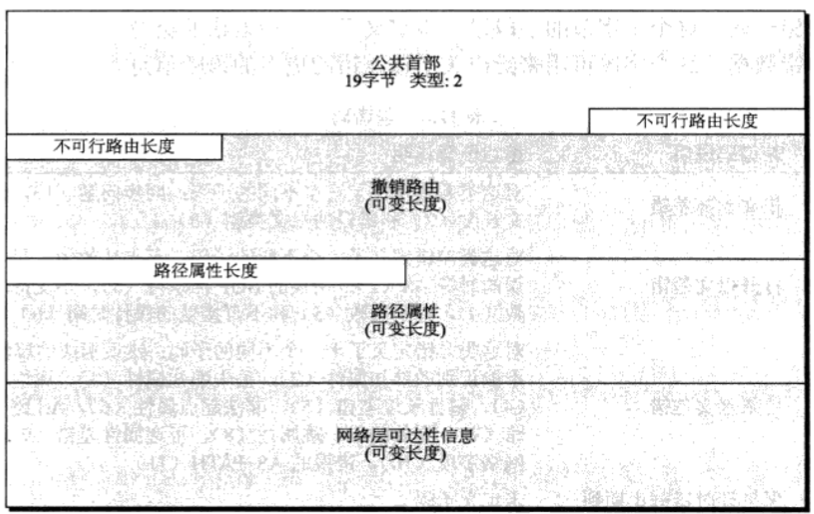 公共首部
19字节 类型: 2
不可行路由长度
不可行路由长度
撤销路由
(可变长度)
路径属性长度
路径属性
(可变长度)
网络层可达性信息
(可变长度)